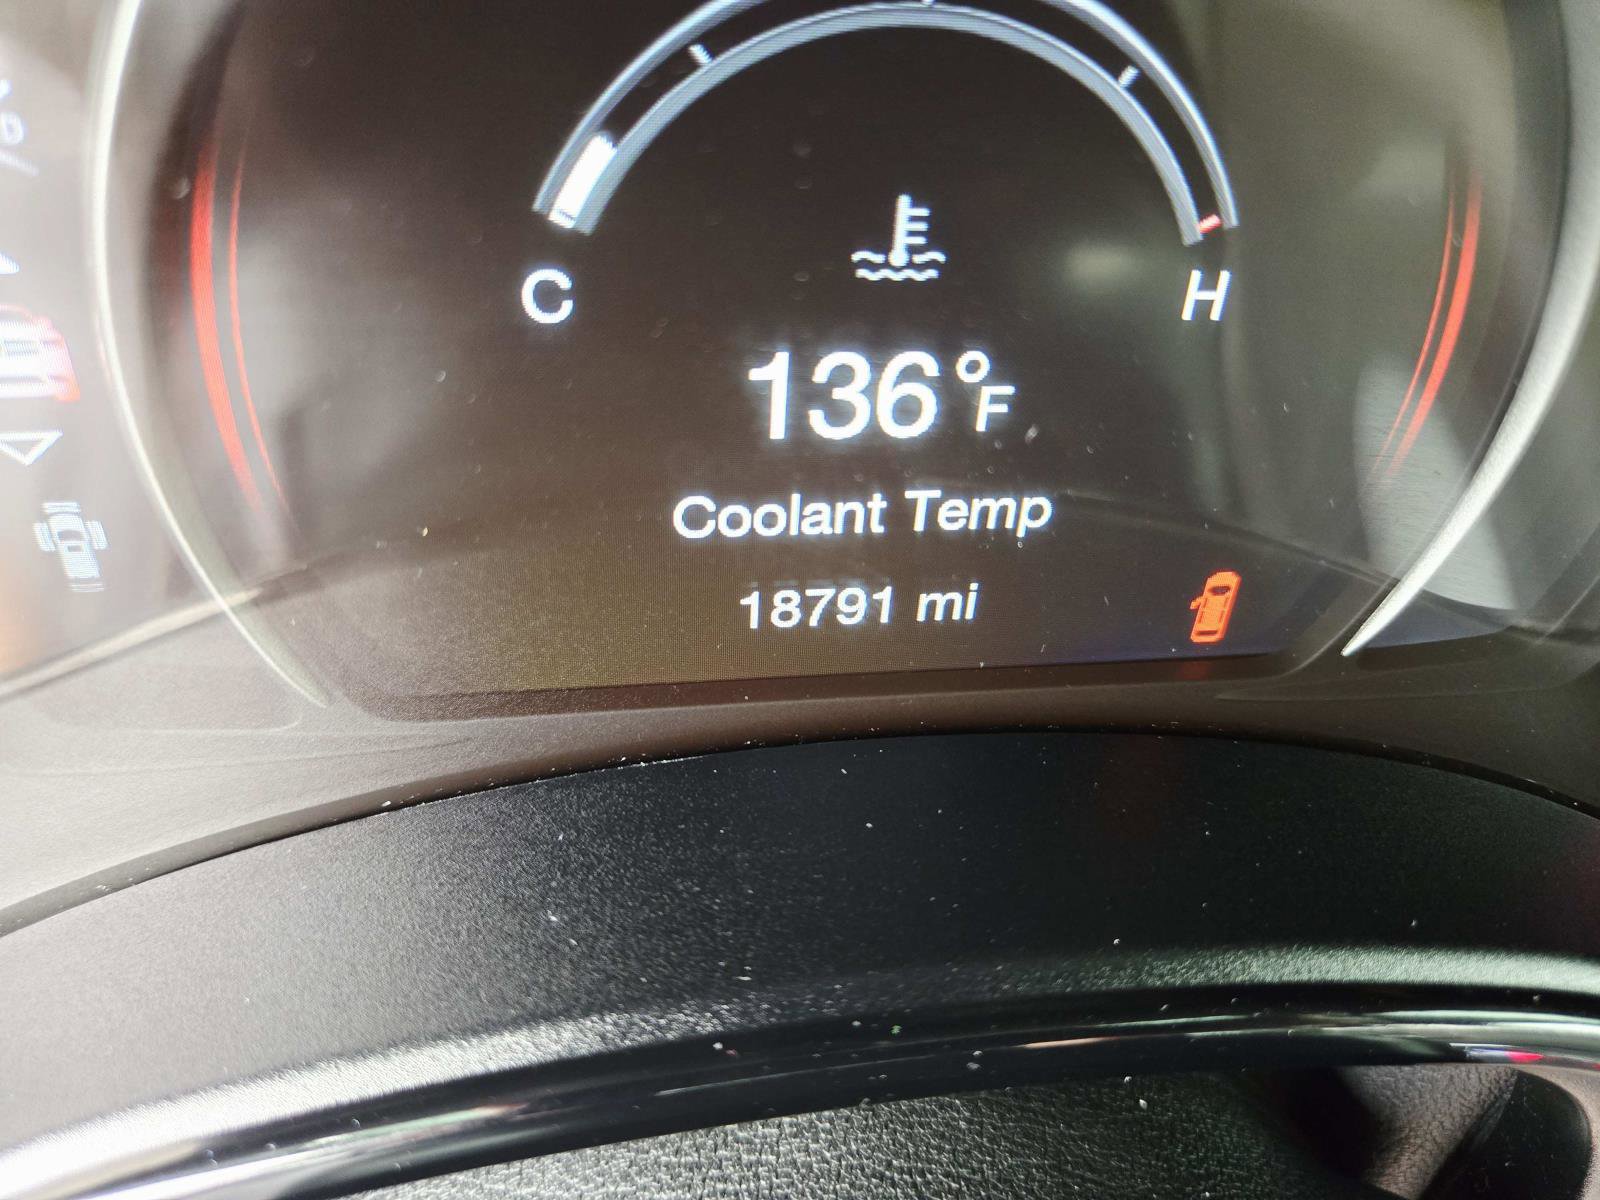 C H
136°F
Coolant Temp
18791 mi